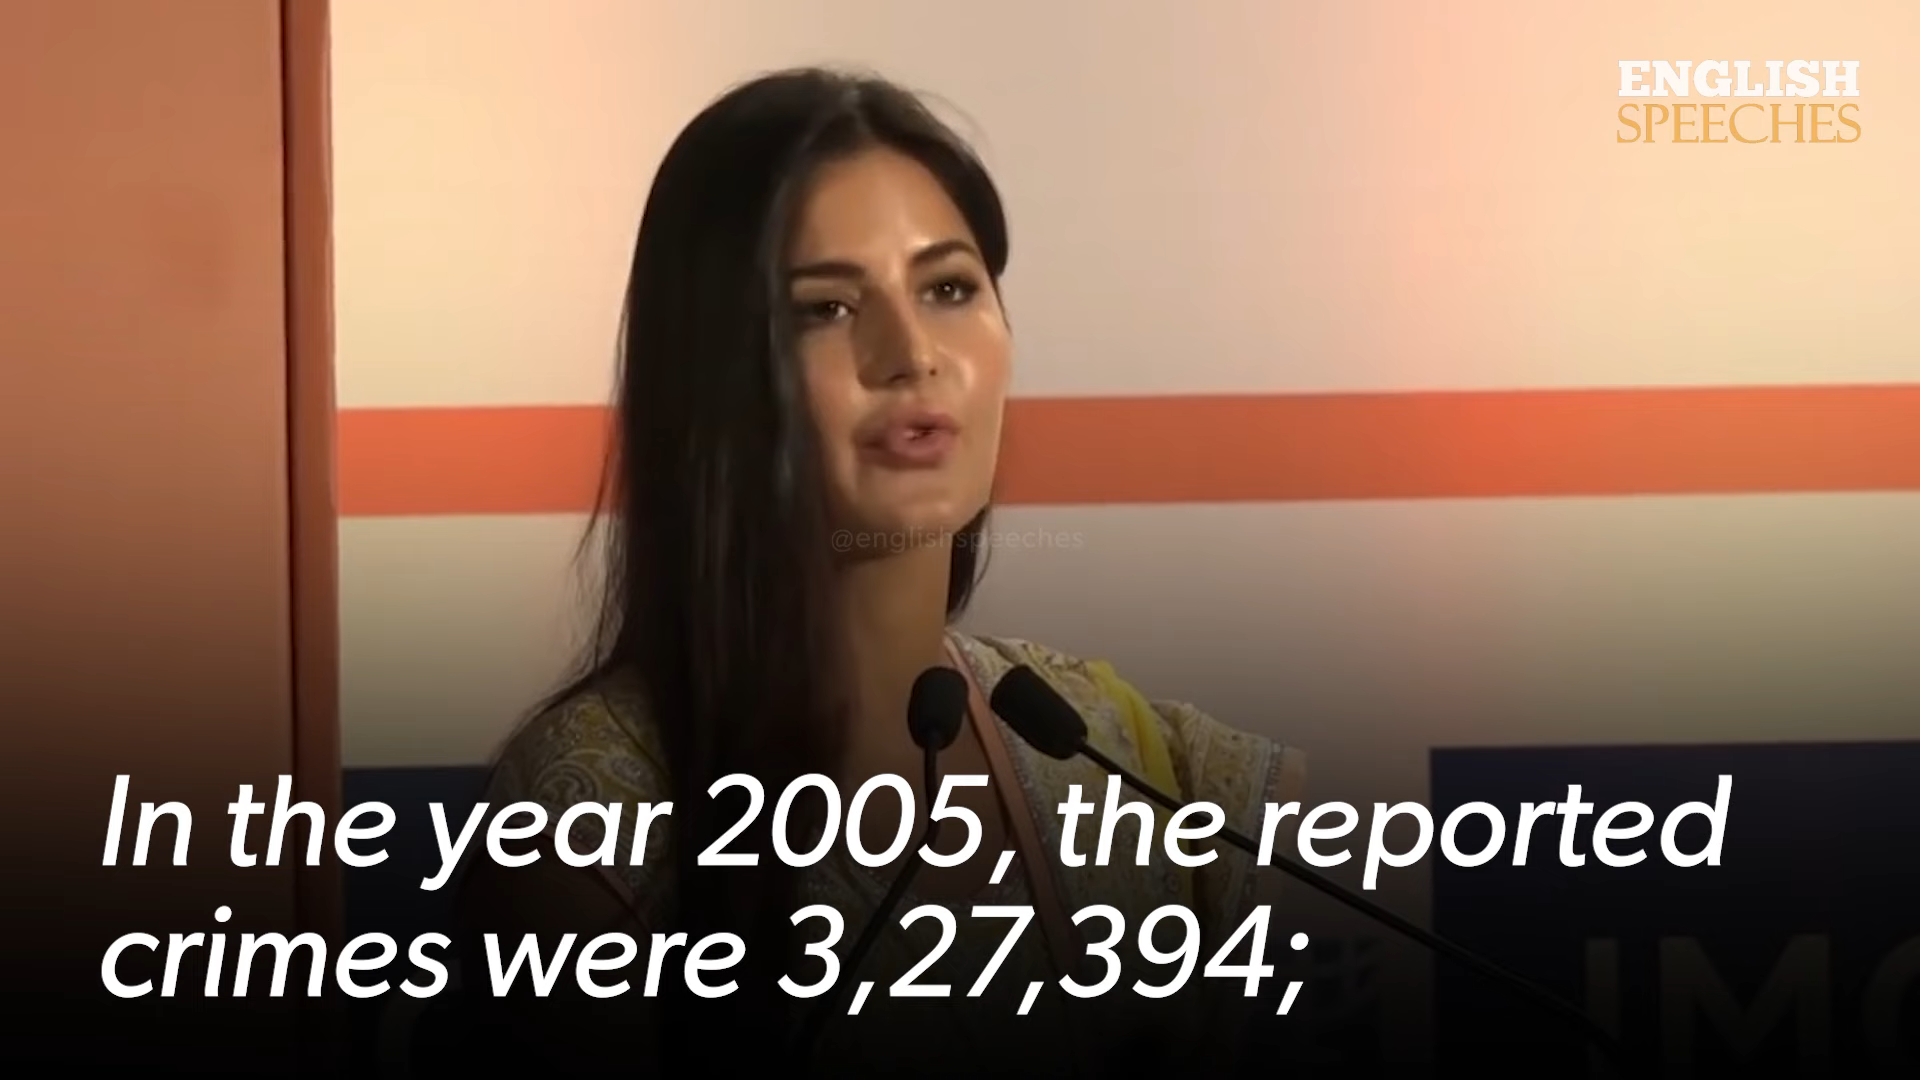 ENGLISH
SPEECHES
@englishspeeches
In the year 2005, the reported
crimes were 3,27,394;